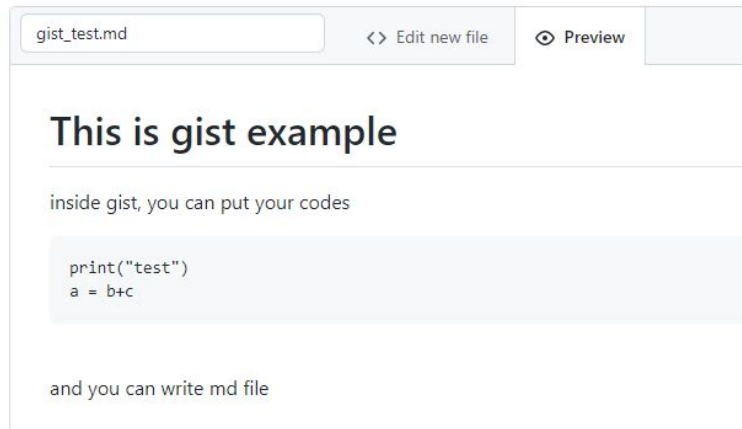 gist_test.md
<> Edit new file
Preview
This is gist example
inside gist, you can put your codes
print("test")
a = b+c
and you can write md file